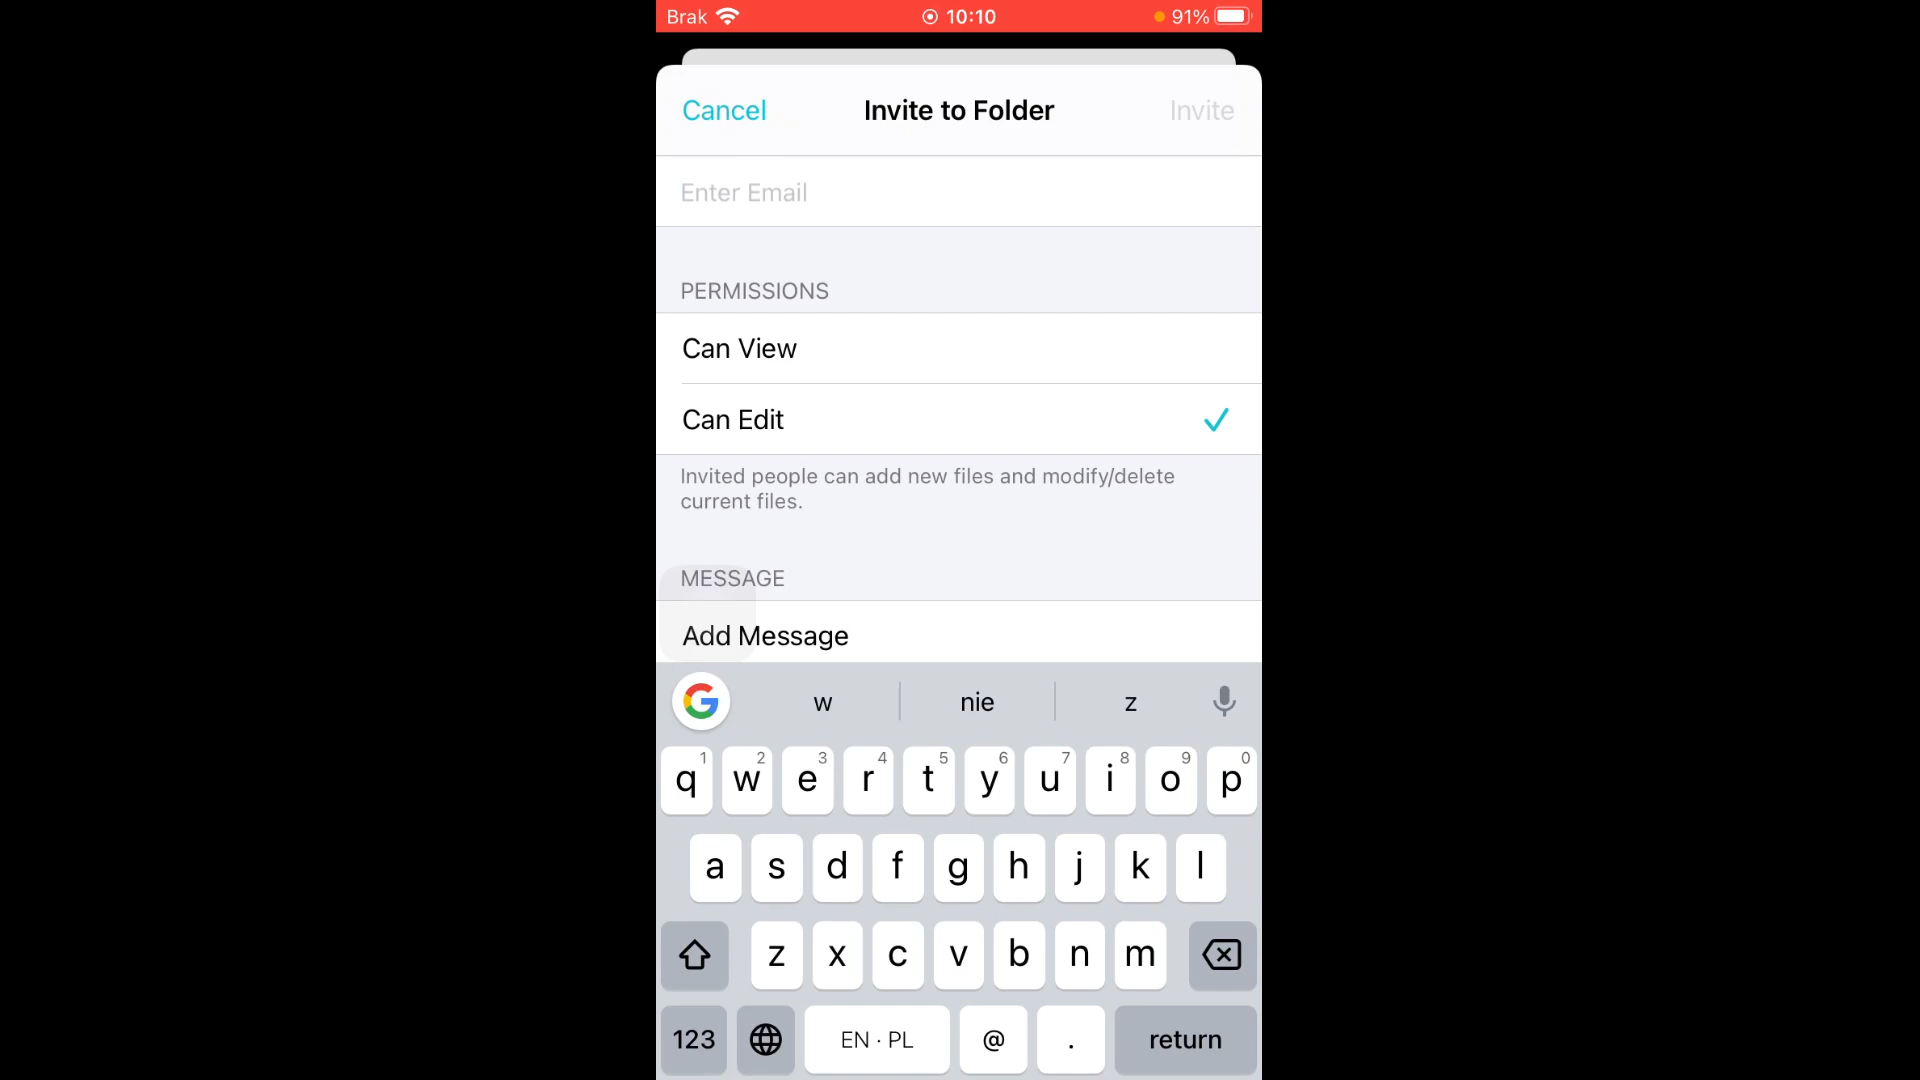 Brak 10:10 91%
Cancel Invite to Folder Invite
Enter Email
PERMISSIONS
Can View
Can Edit
Invited people can add new files and modify/delete
current files.
MESSAGE
Add Message
G w nie z
q 1 w 2 e 3 r 4 t 5 y 6 u 7 i 8 o 9 p 0
a s d f g h j k l
z x c v b n m
123 EN · PL @ . return